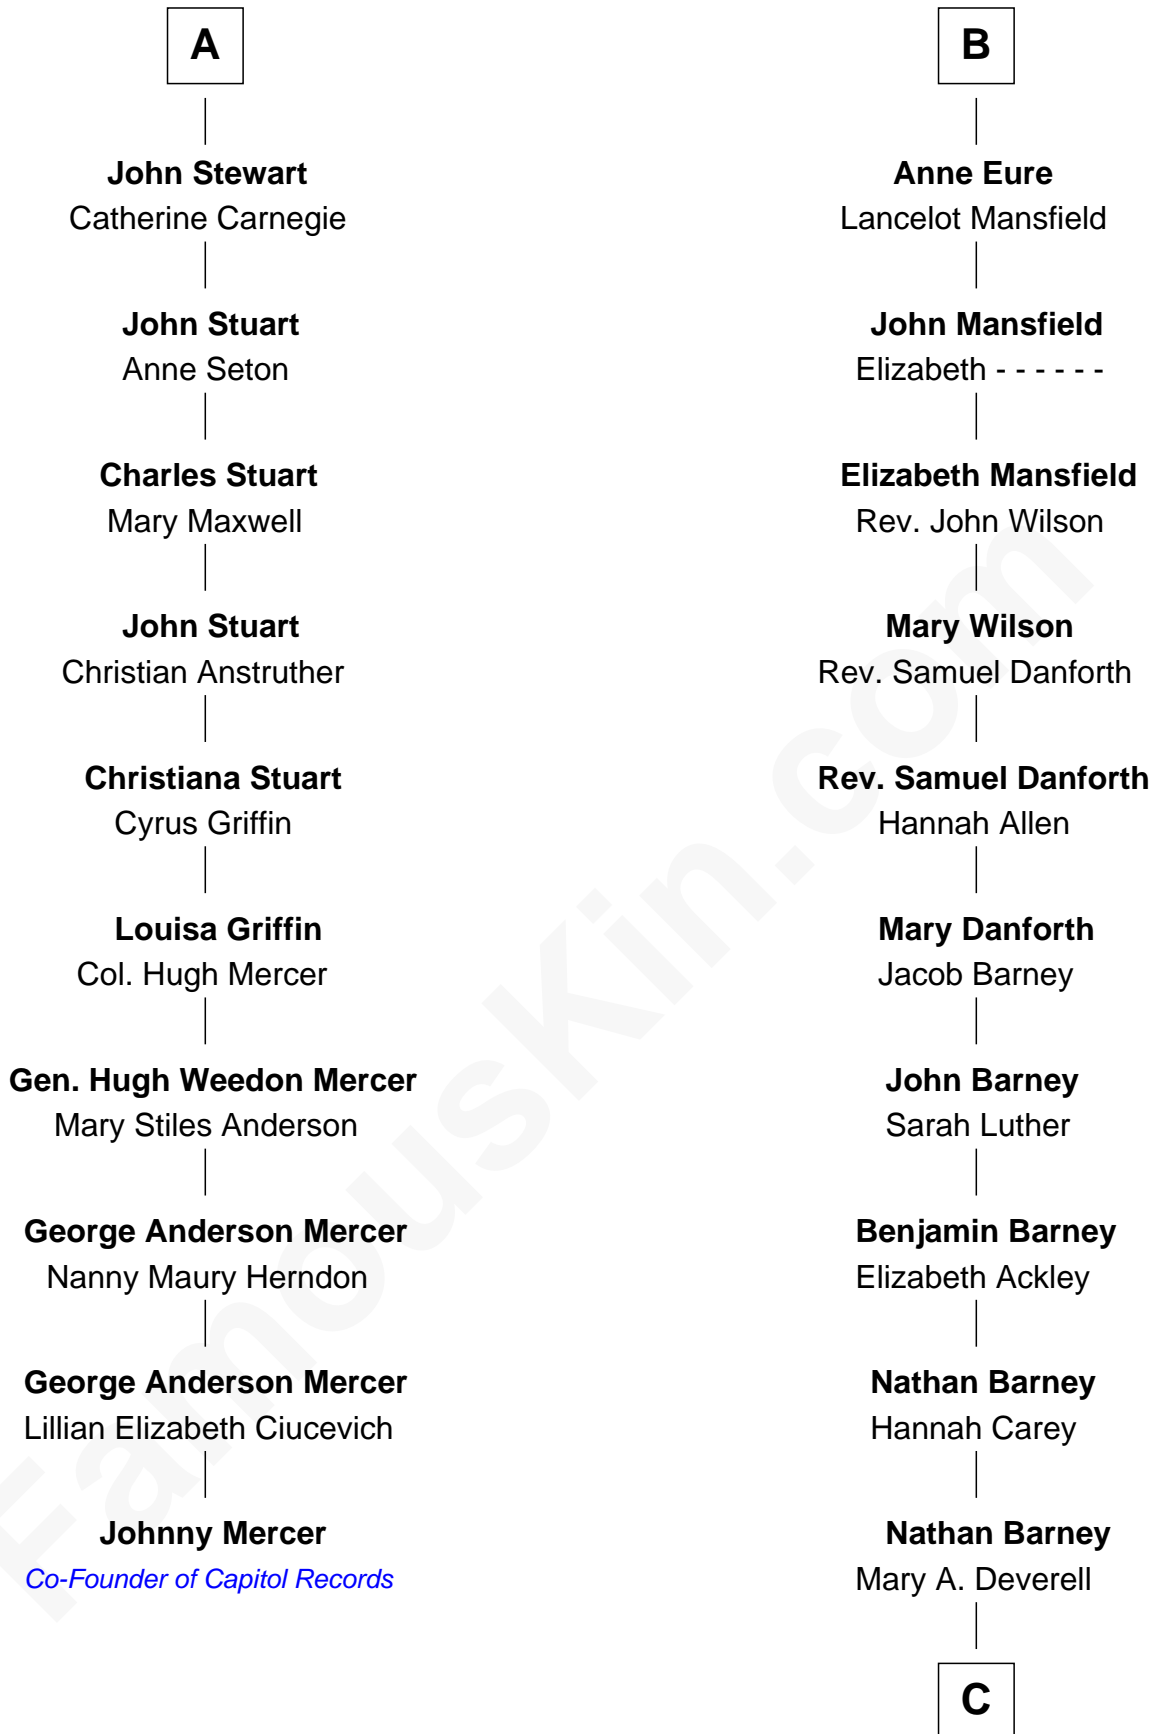 A
John Stewart
Catherine Carnegie
John Stuart
Anne Seton
Charles Stuart
Mary Maxwell
John Stuart
Christian Anstruther
Christiana Stuart
Cyrus Griffin
Louisa Griffin
Col. Hugh Mercer
Gen. Hugh Weedon Mercer
Mary Stiles Anderson
George Anderson Mercer
Nanny Maury Herndon
George Anderson Mercer
Lillian Elizabeth Ciucevich
Johnny Mercer
Co-Founder of Capitol Records
B
Anne Eure
Lancelot Mansfield
John Mansfield
Elizabeth - - - - - -
Elizabeth Mansfield
Rev. John Wilson
Mary Wilson
Rev. Samuel Danforth
Rev. Samuel Danforth
Hannah Allen
Mary Danforth
Jacob Barney
John Barney
Sarah Luther
Benjamin Barney
Elizabeth Ackley
Nathan Barney
Hannah Carey
Nathan Barney
Mary A. Deverell
C
FamousKin.com